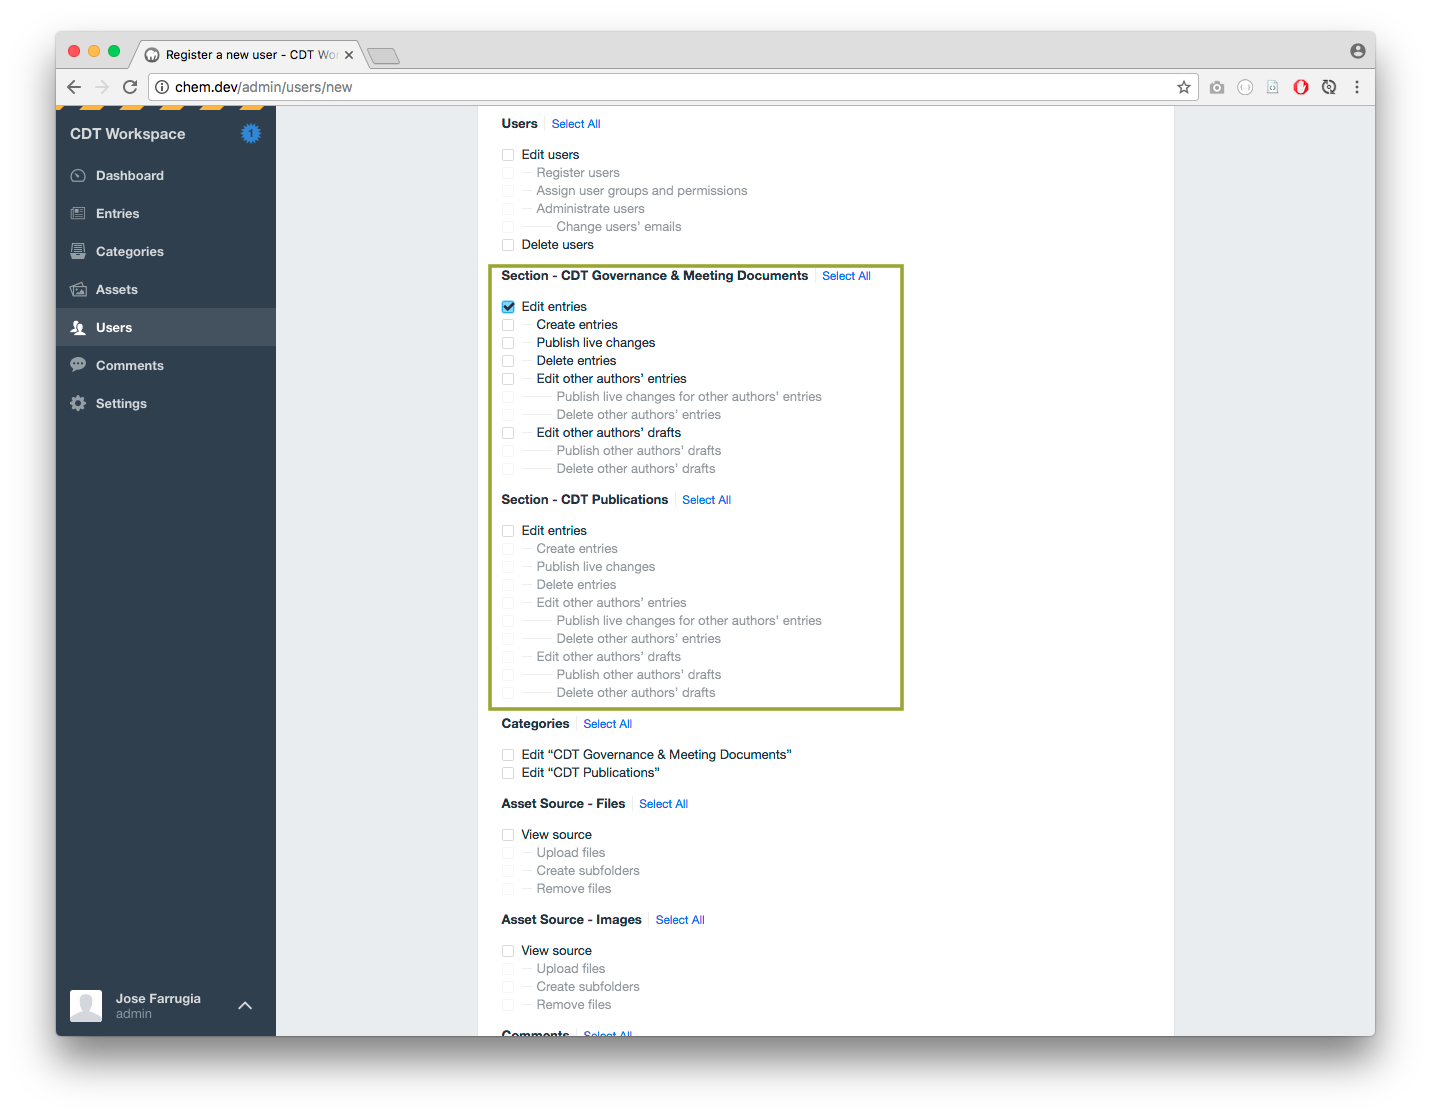 Register a new user - CDT Wo
chem.dev/admin/users/new
CDT Workspace
1
Dashboard
Entries
Categories
Assets
Users
Comments
Settings
Jose Farrugia
admin
Users Select All
Edit users
Register users
Assign user groups and permissions
Administrate users
Change users’ emails
Delete users
Section - CDT Governance & Meeting Documents Select All
Edit entries
Create entries
Publish live changes
Delete entries
Edit other authors’ entries
Publish live changes for other authors’ entries
Delete other authors’ entries
Edit other authors’ drafts
Publish other authors’ drafts
Delete other authors’ drafts
Section - CDT Publications Select All
Edit entries
Create entries
Publish live changes
Delete entries
Edit other authors’ entries
Publish live changes for other authors’ entries
Delete other authors’ entries
Edit other authors’ drafts
Publish other authors’ drafts
Delete other authors’ drafts
Categories Select All
Edit “CDT Governance & Meeting Documents”
Edit “CDT Publications”
Asset Source - Files Select All
View source
Upload files
Create subfolders
Remove files
Asset Source - Images Select All
View source
Upload files
Create subfolders
Remove files
Comments Select All